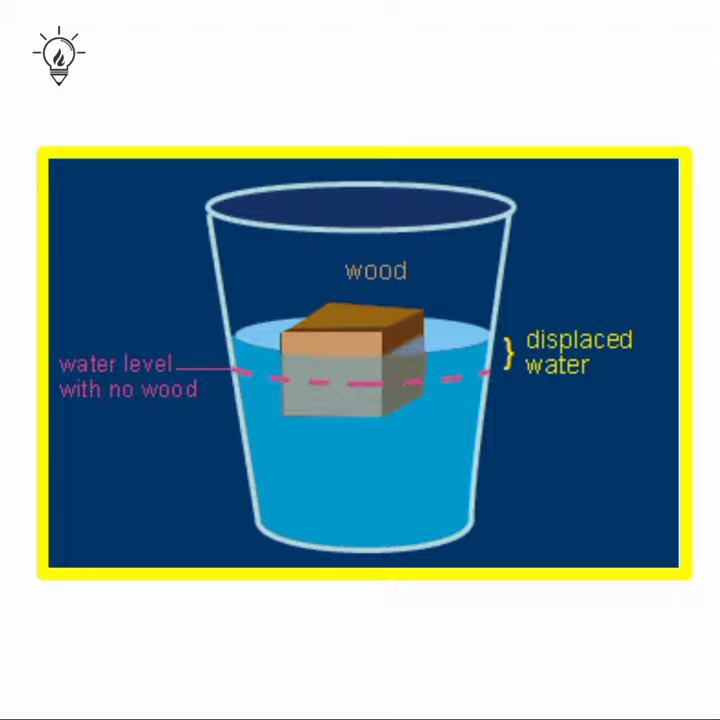 wood
water level
with no wood
displaced
water